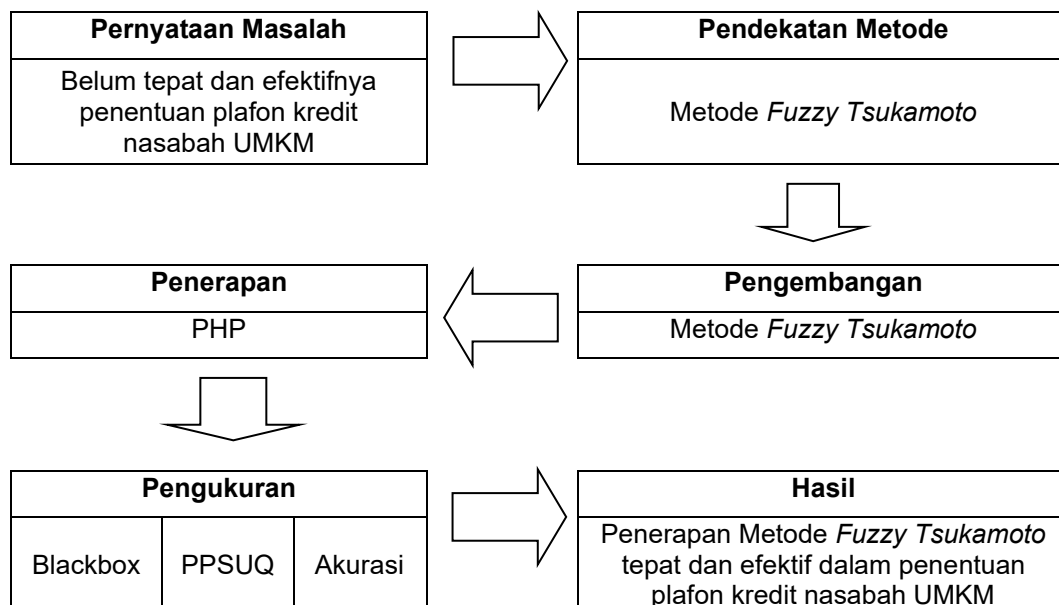 Pernyataan Masalah
Belum tepat dan efektifnya
penentuan plafon kredit
nasabah UMKM
Pendekatan Metode
Metode Fuzzy Tsukamoto
Pengembangan
Metode Fuzzy Tsukamoto
Penerapan
PHP
Pengukuran
Blackbox
PPSUQ
Akurasi
Hasil
Penerapan Metode Fuzzy Tsukamoto
tepat dan efektif dalam penentuan
plafon kredit nasabah UMKM